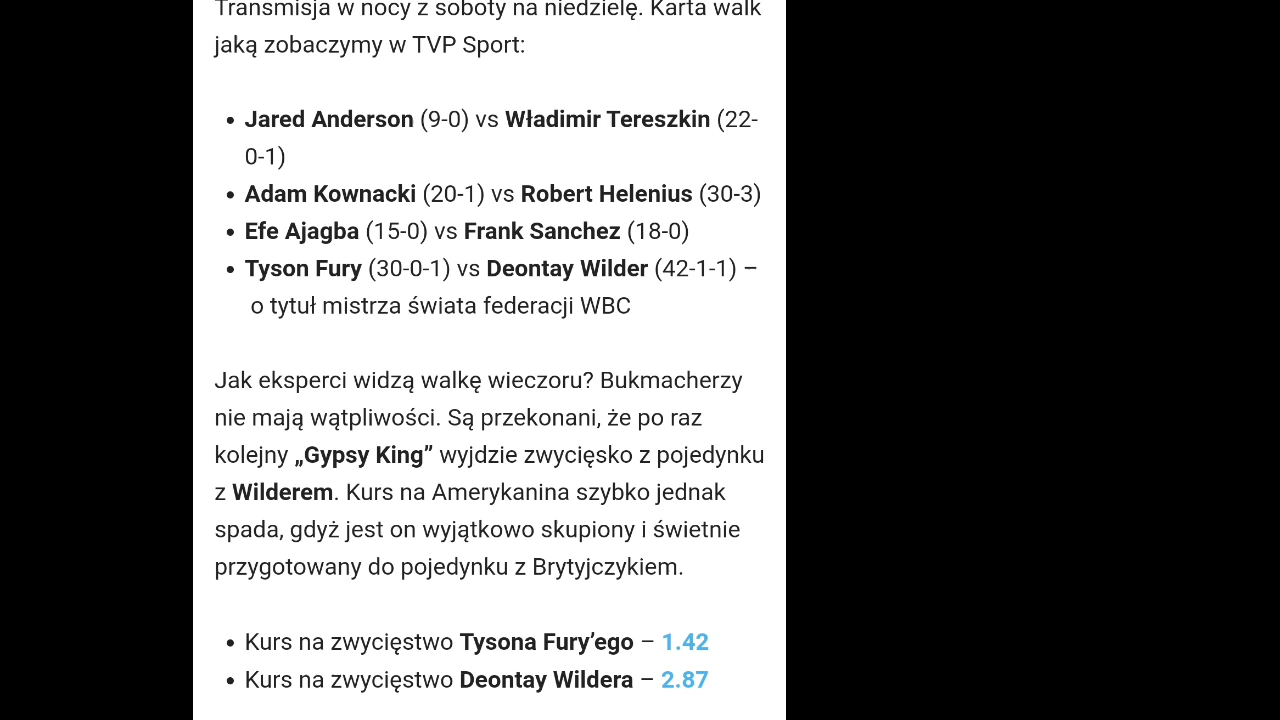 Transmisja w nocy z soboty na niedzielę. Karta walk
jaką zobaczymy w TVP Sport:
• Jared Anderson (9-0) vs Władimir Tereszkin (22-
0-1)
• Adam Kownacki (20-1) vs Robert Helenius (30-3)
• Efe Ajagba (15-0) vs Frank Sanchez (18-0)
• Tyson Fury (30-0-1) vs Deontay Wilder (42-1-1) –
o tytuł mistrza świata federacji WBC
Jak eksperci widzą walkę wieczoru? Bukmacherzy
nie mają wątpliwości. Są przekonani, że po raz
kolejny „Gypsy King” wyjdzie zwycięsko z pojedynku
z Wilderem. Kurs na Amerykanina szybko jednak
spada, gdyż jest on wyjątkowo skupiony i świetnie
przygotowany do pojedynku z Brytyjczykiem.
• Kurs na zwycięstwo Tysona Fury’ego – 1.42
• Kurs na zwycięstwo Deontay Wildera – 2.87